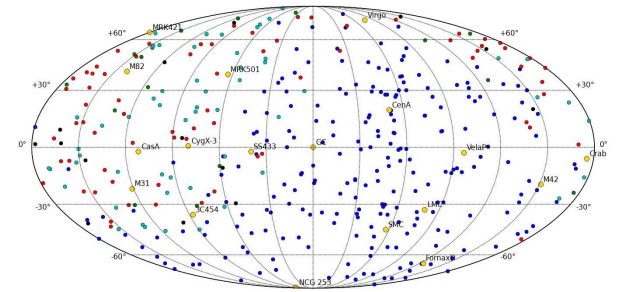 Virgo
MRK421
+60°
+60°
M82
MRK501
+30°
+30°
CenA
0°
CasA
CygX-3
SS433
GC
VelaP
0°
Crab
M31
M42
-30°
3C454
LMC
-30°
SMC
-60°
-60°
NCG 253